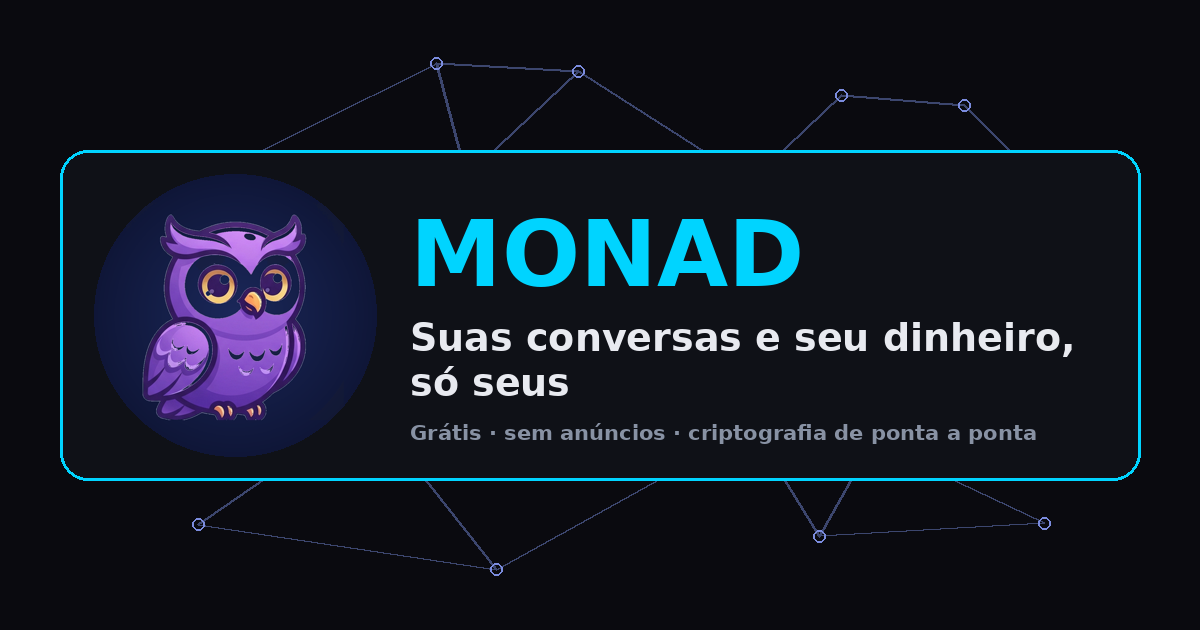 MONAD
Suas conversas e seu dinheiro,
só seus
Grátis · sem anúncios · criptografia de ponta a ponta